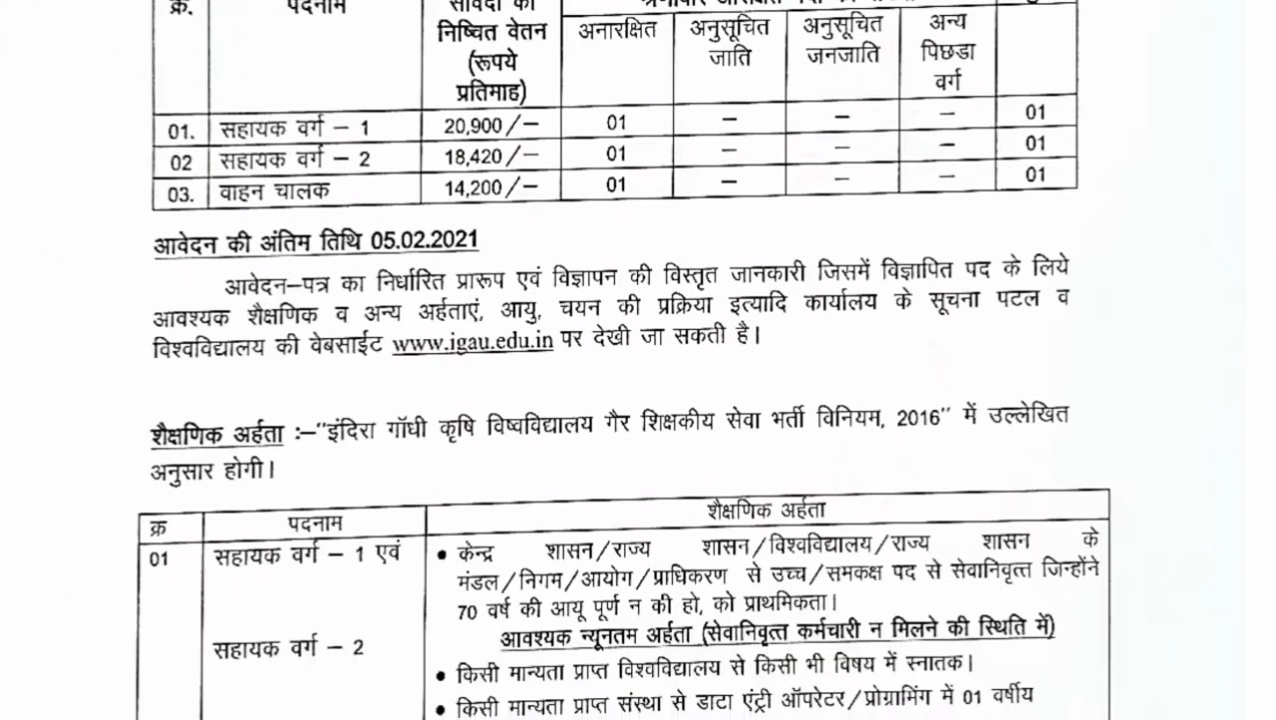 क्र. पदनाम संविदा का
निश्चित वेतन
(रूपये
प्रतिमाह)
अनारक्षित अनुसूचित
जाति अनुसूचित
जनजाति अन्य
पिछडा
वर्ग
01. सहायक वर्ग – 1 20,900/– 01 – – – 01
02 सहायक वर्ग – 2 18,420/– 01 – – – 01
03. वाहन चालक 14,200/– 01 – – – 01
आवेदन की अंतिम तिथि 05.02.2021
आवेदन–पत्र का निर्धारित प्रारूप एवं विज्ञापन की विस्तृत जानकारी जिसमें विज्ञापित पद के लिये
आवश्यक शैक्षणिक व अन्य अर्हताएं, आयु, चयन की प्रक्रिया इत्यादि कार्यालय के सूचना पटल व
विश्वविद्यालय की वेबसाईट www.igau.edu.in पर देखी जा सकती है।
शैक्षणिक अर्हता :–"इंदिरा गॉधी कृषि विष्वविद्यालय गैर शिक्षकीय सेवा भर्ती विनियम, 2016" में उल्लेखित
अनुसार होगी।
क्र पदनाम शैक्षणिक अर्हता
01 सहायक वर्ग – 1 एवं • केन्द्र शासन/राज्य शासन/विश्वविद्यालय/राज्य शासन के
मंडल/निगम/आयोग/प्राधिकरण से उच्च/समकक्ष पद से सेवानिवृत्त जिन्होंने
70 वर्ष की आयू पूर्ण न की हो, को प्राथमिकता।
आवश्यक न्यूनतम अर्हता (सेवानिवृत्त कर्मचारी न मिलने की स्थिति में)
सहायक वर्ग – 2
• किसी मान्यता प्राप्त विश्वविद्यालय से किसी भी विषय में स्नातक।
• किसी मान्यता प्राप्त संस्था से डाटा एंट्री ऑपरेटर/प्रोग्रामिंग में 01 वर्षीय